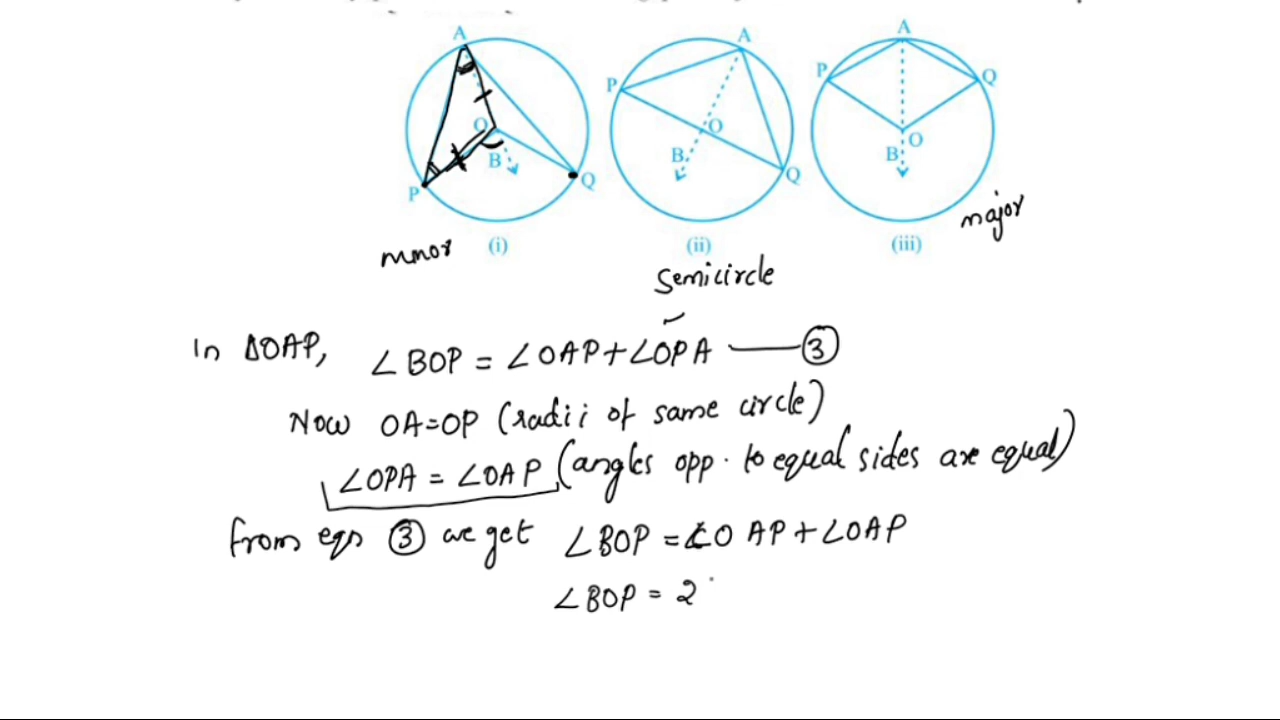 A A A
P Q P Q
O O O
B B B
P Q Q
minor (i) (ii) (iii) major
Semicircle
In ΔOAP, ∠BOP = ∠OAP + ∠OPA — ③
Now OA=OP (radii of same circle)
∠OPA = ∠OAP (angles opp. to equal sides are equal)
from eqn ③ we get ∠BOP = ∠OAP + ∠OAP
∠BOP = 2